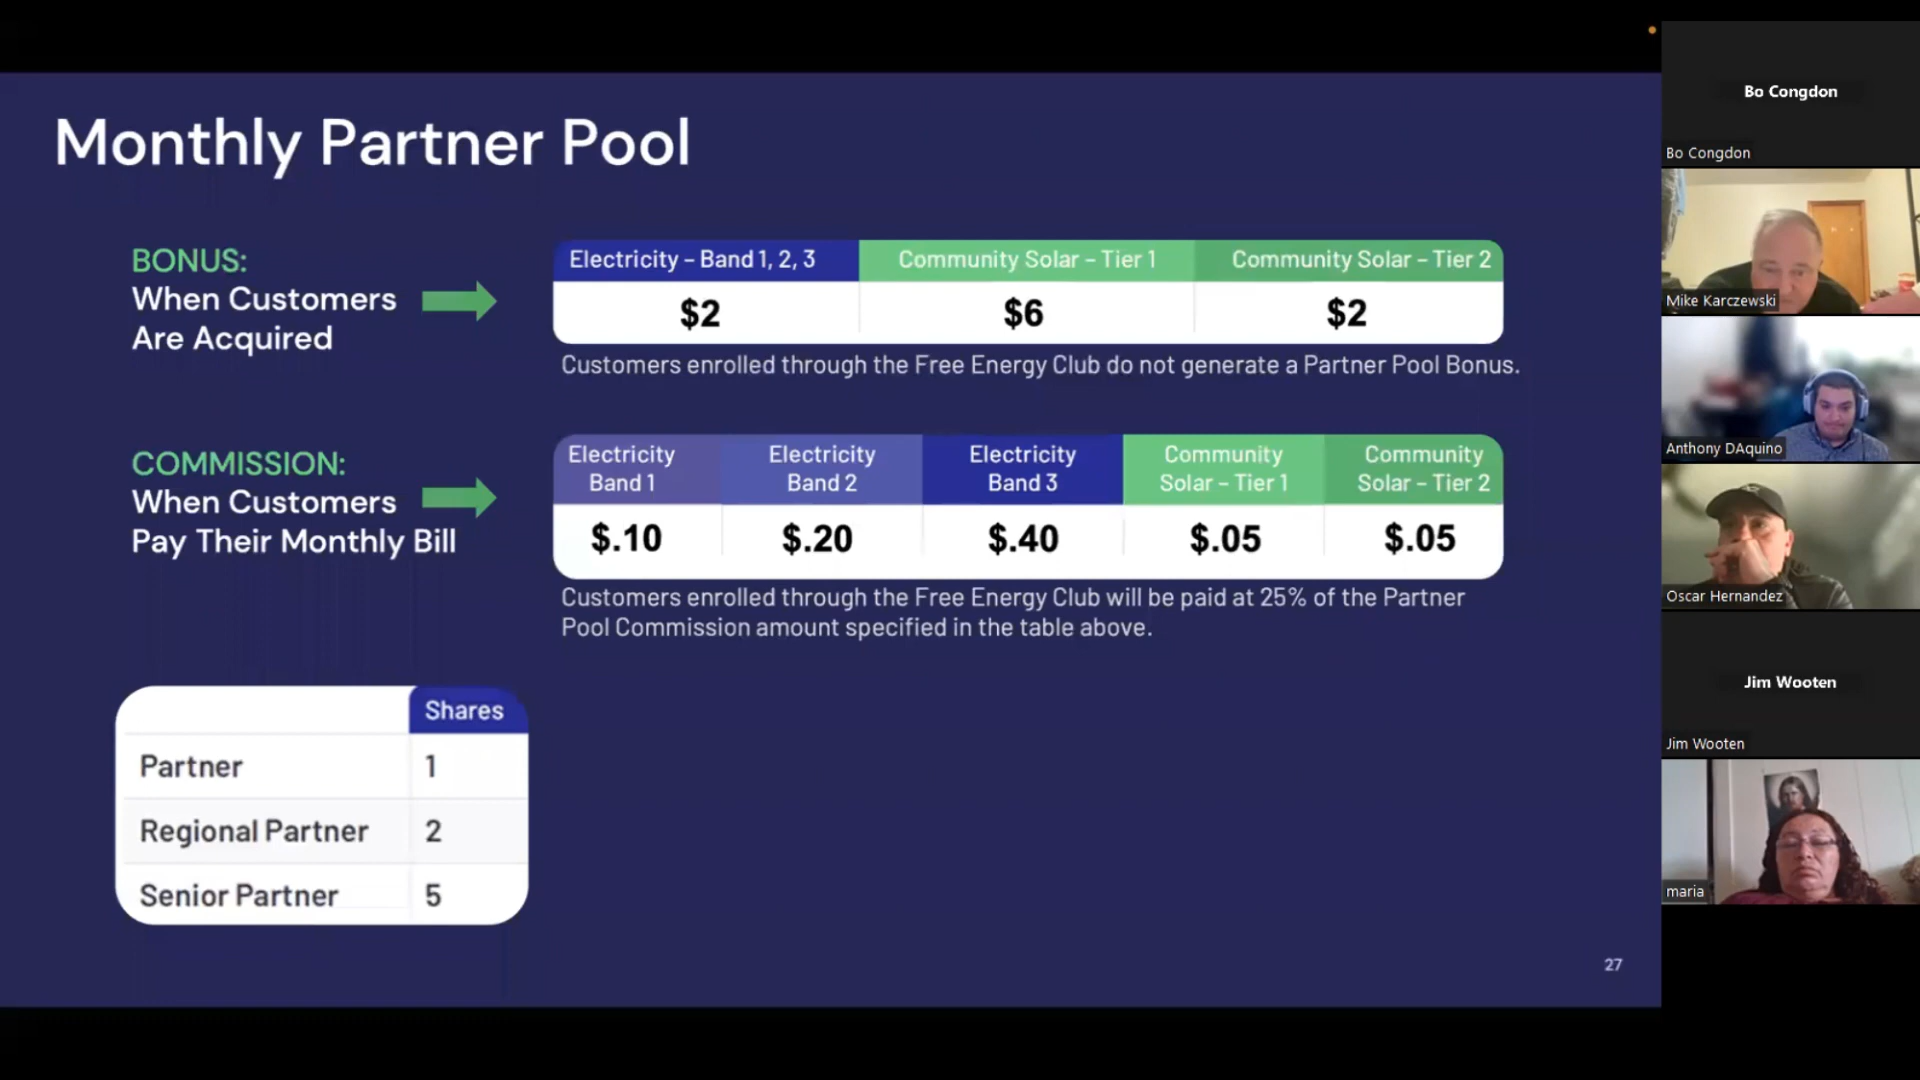 Monthly Partner Pool
BONUS:
When Customers
Are Acquired
Electricity – Band 1, 2, 3
Community Solar – Tier 1
Community Solar – Tier 2
$2
$6
$2
Customers enrolled through the Free Energy Club do not generate a Partner Pool Bonus.
COMMISSION:
When Customers
Pay Their Monthly Bill
Electricity
Band 1
Electricity
Band 2
Electricity
Band 3
Community
Solar – Tier 1
Community
Solar – Tier 2
$.10
$.20
$.40
$.05
$.05
Customers enrolled through the Free Energy Club will be paid at 25% of the Partner
Pool Commission amount specified in the table above.
Shares
Partner 1
Regional Partner 2
Senior Partner 5
27
Bo Congdon
Bo Congdon
Mike Karczewski
Anthony DAquino
Oscar Hernandez
Jim Wooten
Jim Wooten
maria